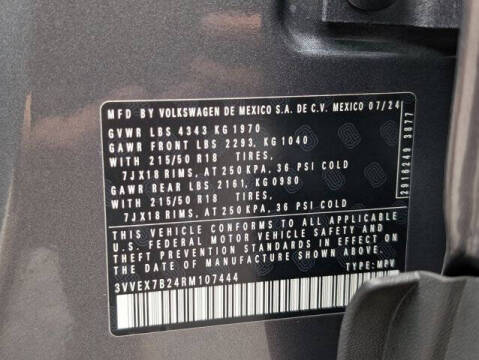 MFD BY VOLKSWAGEN DE MEXICO S.A. DE C.V. MEXICO 07/24
GVWR LBS 4343 KG 1970
GAWR FRONT LBS 2293, KG 1040
WITH 215/50 R18 TIRES,
7JX18 RIMS, AT 250 KPA, 36 PSI COLD
GAWR REAR LBS 2161, KG 0980
WITH 215/50 R18 TIRES,
7JX18 RIMS, AT 250 KPA, 36 PSI COLD
THIS VEHICLE CONFORMS TO ALL APPLICABLE
U.S. FEDERAL MOTOR VEHICLE SAFETY AND
THEFT PREVENTION STANDARDS IN EFFECT ON
THE DATE OF MANUFACTURE SHOWN ABOVE.
3VVEX7B24RM107444 TYPE: MPV
2916249 3877